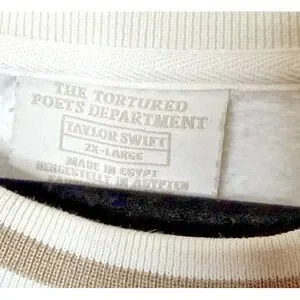 THE TORTURED
POETS DEPARTMENT
TAYLOR SWIFT
2X-LARGE
MADE IN EGYPT
HERGESTELLT IN ÄGYPTEN